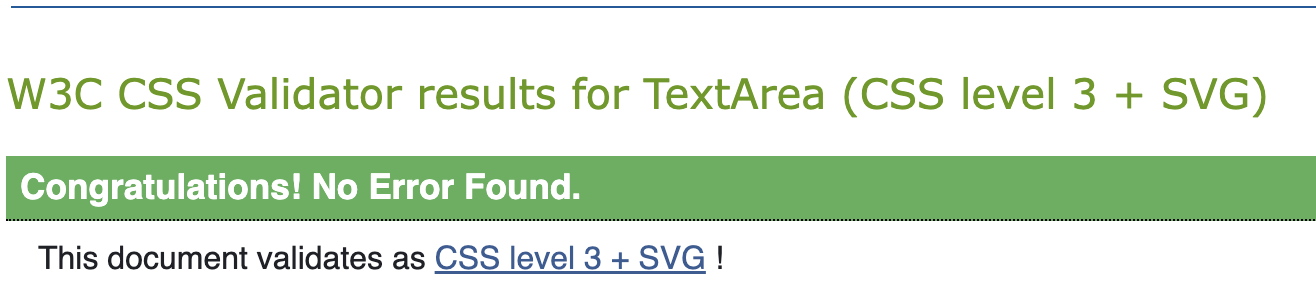 W3C CSS Validator results for TextArea (CSS level 3 + SVG)
Congratulations! No Error Found.
This document validates as CSS level 3 + SVG !